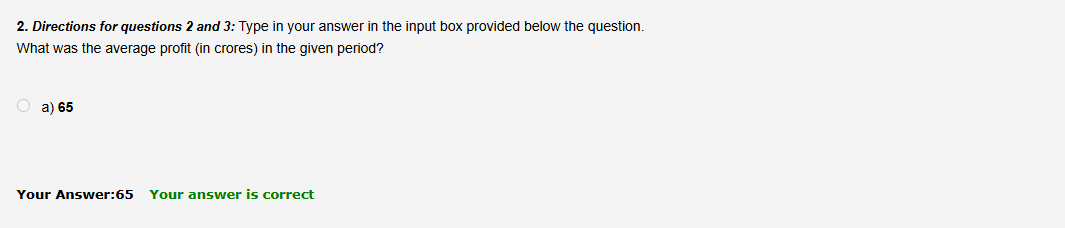 2. Directions for questions 2 and 3: Type in your answer in the input box provided below the question.
What was the average profit (in crores) in the given period?
a) 65
Your Answer:65 Your answer is correct